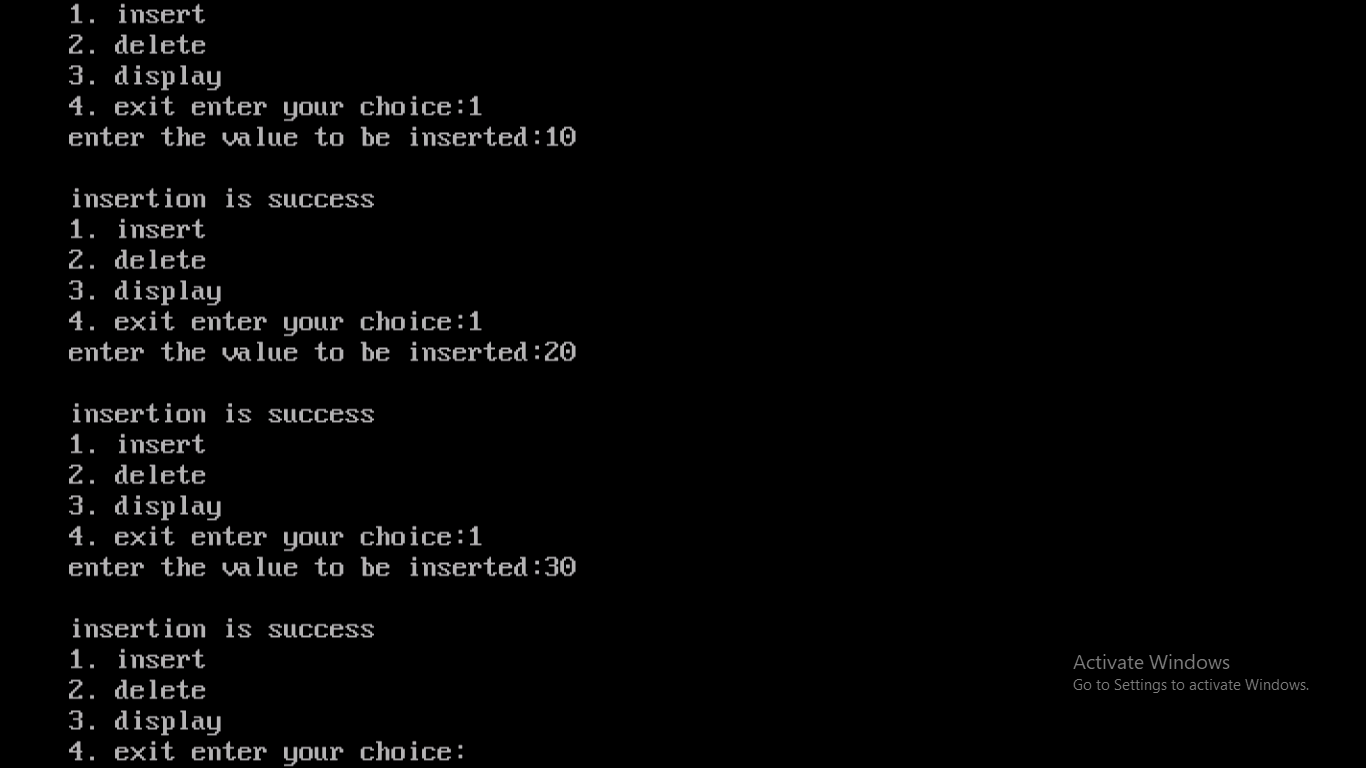 1. insert
2. delete
3. display
4. exit enter your choice:1
enter the value to be inserted:10
insertion is success
1. insert
2. delete
3. display
4. exit enter your choice:1
enter the value to be inserted:20
insertion is success
1. insert
2. delete
3. display
4. exit enter your choice:1
enter the value to be inserted:30
insertion is success
1. insert
2. delete
3. display
4. exit enter your choice:
Activate Windows
Go to Settings to activate Windows.